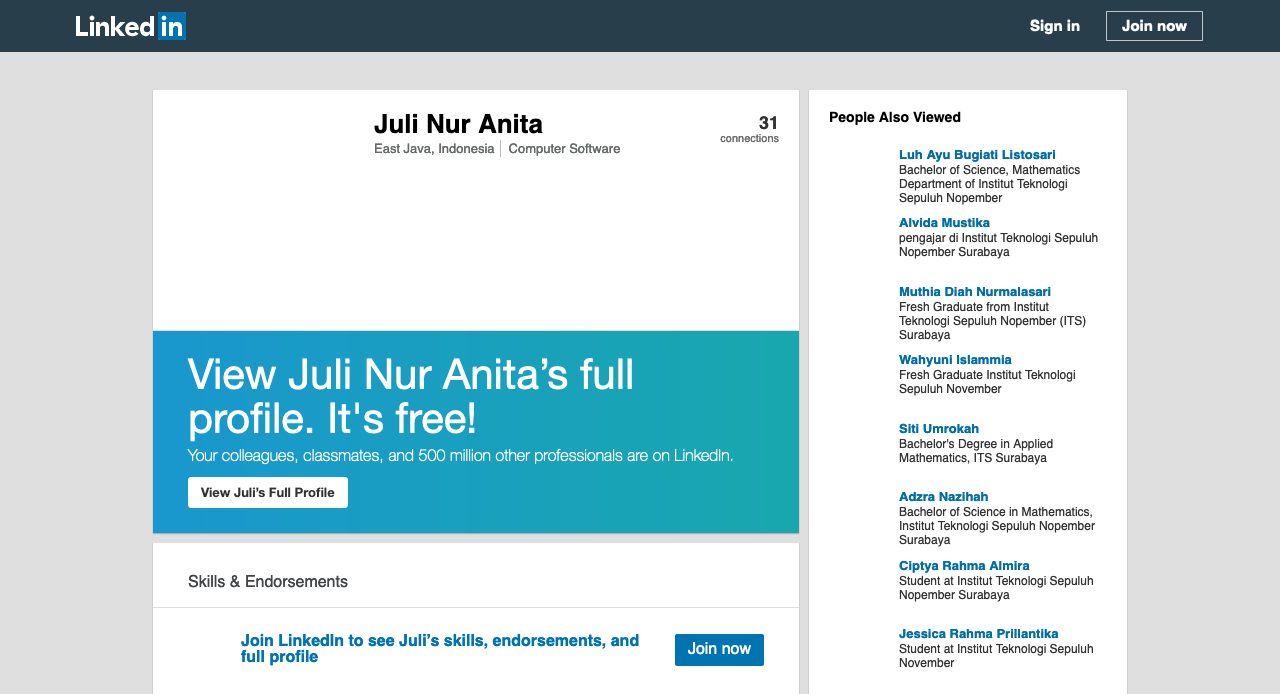 Linked in
Sign in
Join now
Juli Nur Anita
East Java, Indonesia
Computer Software
31
connections
View Juli Nur Anita’s full
profile. It's free!
Your colleagues, classmates, and 500 million other professionals are on LinkedIn.
View Juli’s Full Profile
Skills & Endorsements
Join LinkedIn to see Juli’s skills, endorsements, and
full profile
Join now
People Also Viewed
Luh Ayu Bugiati Listosari
Bachelor of Science, Mathematics
Department of Institut Teknologi
Sepuluh Nopember
Alvida Mustika
pengajar di Institut Teknologi Sepuluh
Nopember Surabaya
Muthia Diah Nurmalasari
Fresh Graduate from Institut
Teknologi Sepuluh Nopember (ITS)
Surabaya
Wahyuni Islammia
Fresh Graduate Institut Teknologi
Sepuluh November
Siti Umrokah
Bachelor’s Degree in Applied
Mathematics, ITS Surabaya
Adzra Nazihah
Bachelor of Science in Mathematics,
Institut Teknologi Sepuluh Nopember
Surabaya
Ciptya Rahma Almira
Student at Institut Teknologi Sepuluh
Nopember Surabaya
Jessica Rahma Prillantika
Student at Institut Teknologi Sepuluh
November